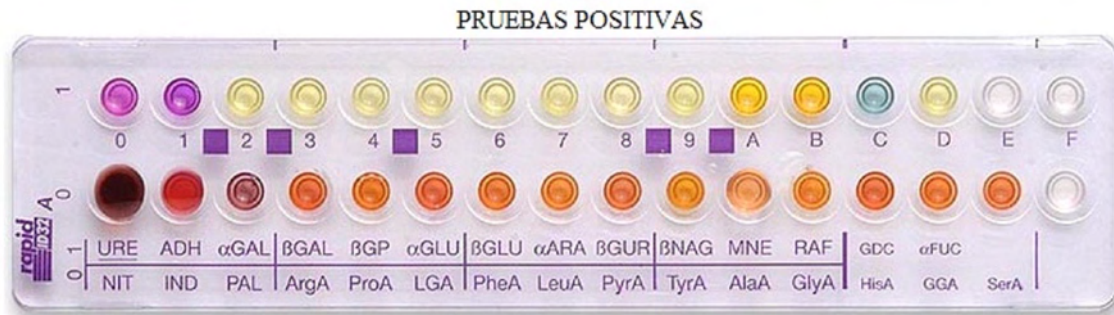 PRUEBAS POSITIVAS
1
0 1 2 3 4 5 6 7 8 9 A B C D E F
0
rapid
ID32 A
1 URE ADH αGAL βGAL βGP αGLU βGLU αARA βGUR βNAG MNE RAF GDC αFUC
0 NIT IND PAL ArgA ProA LGA PheA LeuA PyrA TyrA AlaA GlyA HisA GGA SerA